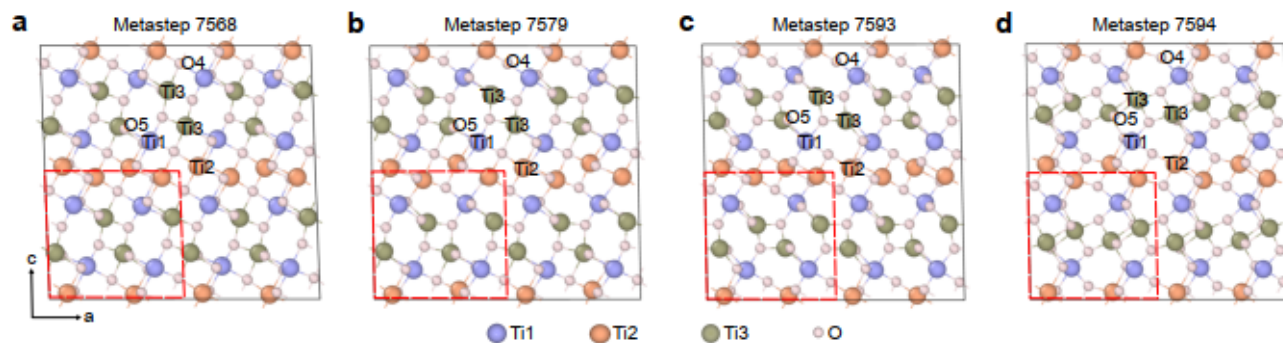 a Metastep 7568
O4
Ti3
O5 Ti3
Ti1
Ti2
c
a
b Metastep 7579
O4
Ti3
O5 Ti3
Ti1
Ti2
c Metastep 7593
O4
Ti3
O5 Ti3
Ti1
Ti2
d Metastep 7594
O4
Ti3
O5 Ti3
Ti1
Ti2
Ti1 Ti2 Ti3 O